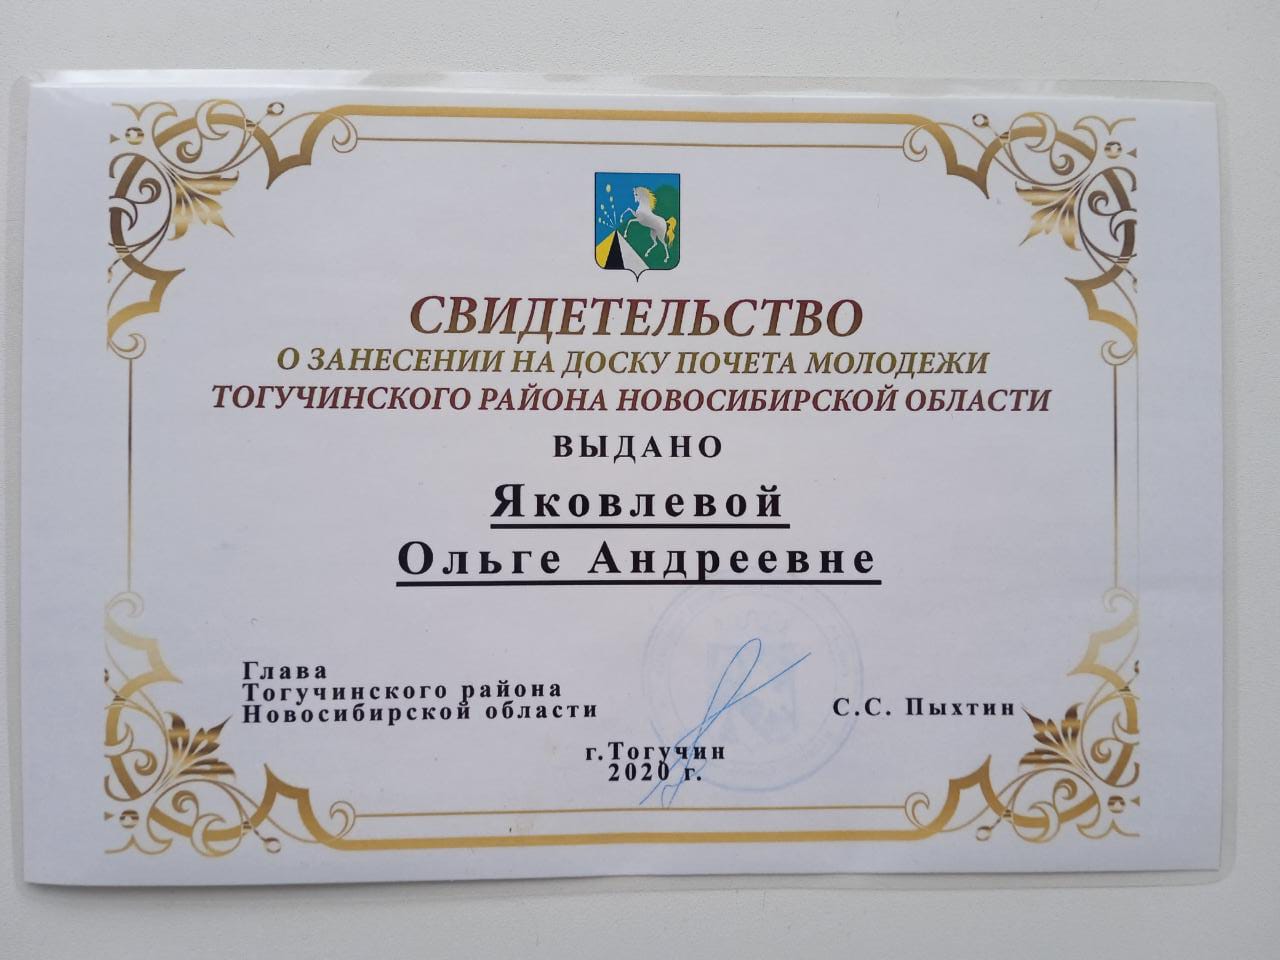 СВИДЕТЕЛЬСТВО
О ЗАНЕСЕНИИ НА ДОСКУ ПОЧЕТА МОЛОДЕЖИ
ТОГУЧИНСКОГО РАЙОНА НОВОСИБИРСКОЙ ОБЛАСТИ
ВЫДАНО
Яковлевой
Ольге Андреевне
Глава
Тогучинского района
Новосибирской области
С.С. Пыхтин
г.Тогучин
2020 г.